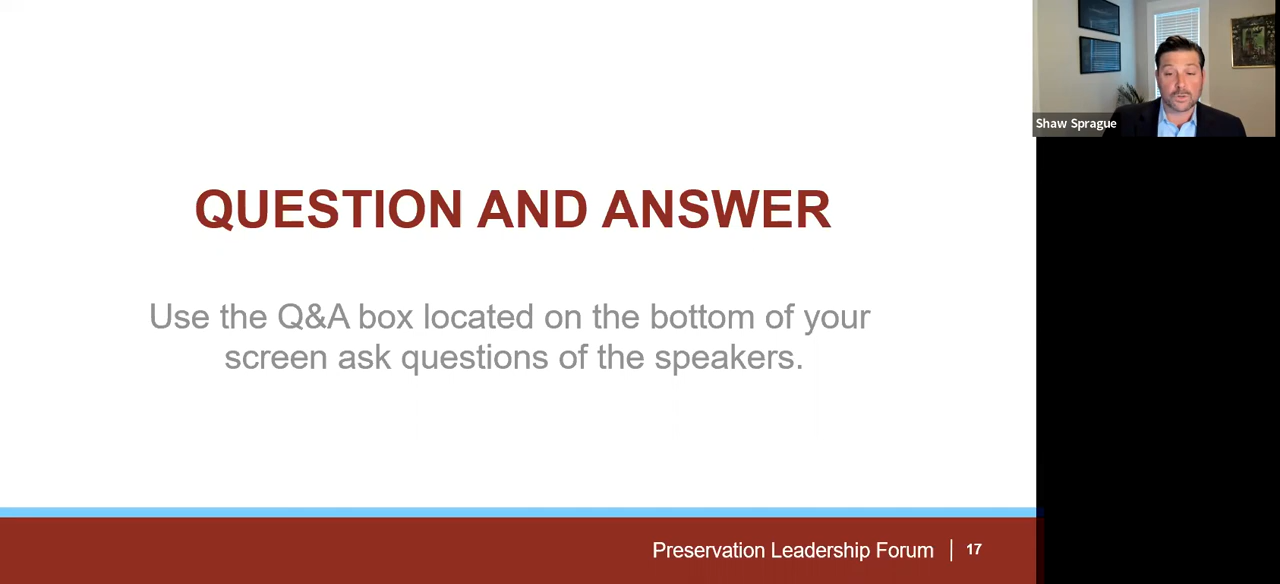 Shaw Sprague
QUESTION AND ANSWER
Use the Q&A box located on the bottom of your
screen ask questions of the speakers.
Preservation Leadership Forum | 17